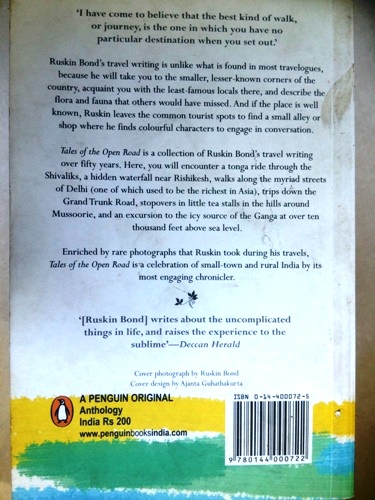 'I have come to believe that the best kind of walk,
or journey, is the one in which you have no
particular destination when you set out.'
Ruskin Bond's travel writing is unlike what is found in most travelogues,
because he will take you to the smaller, lesser-known corners of the
country, acquaint you with the least-famous locals there, and describe the
flora and fauna that others would have missed. And if the place is well
known, Ruskin leaves the common tourist spots to find a small alley or
shop where he finds colourful characters to engage in conversation.
Tales of the Open Road is a collection of Ruskin Bond's travel writing
over fifty years. Here, you will encounter a tonga ride through the
Shivaliks, a hidden waterfall near Rishikesh, walks along the myriad streets
of Delhi (one of which used to be the richest in Asia), trips down the
Grand Trunk Road, stopovers in little tea stalls in the hills around
Mussoorie, and an excursion to the icy source of the Ganga at over ten
thousand feet above sea level.
Enriched by rare photographs that Ruskin took during his travels,
Tales of the Open Road is a celebration of small-town and rural India by its
most engaging chronicler.
'[Ruskin Bond] writes about the uncomplicated
things in life, and raises the experience to the
sublime'—Deccan Herald
Cover photograph by Ruskin Bond
Cover design by Ajanta Guhathakurta
A PENGUIN ORIGINAL
Anthology
India Rs 200
www.penguinbooksindia.com
ISBN 0-14-400072-5
9 780144 000722